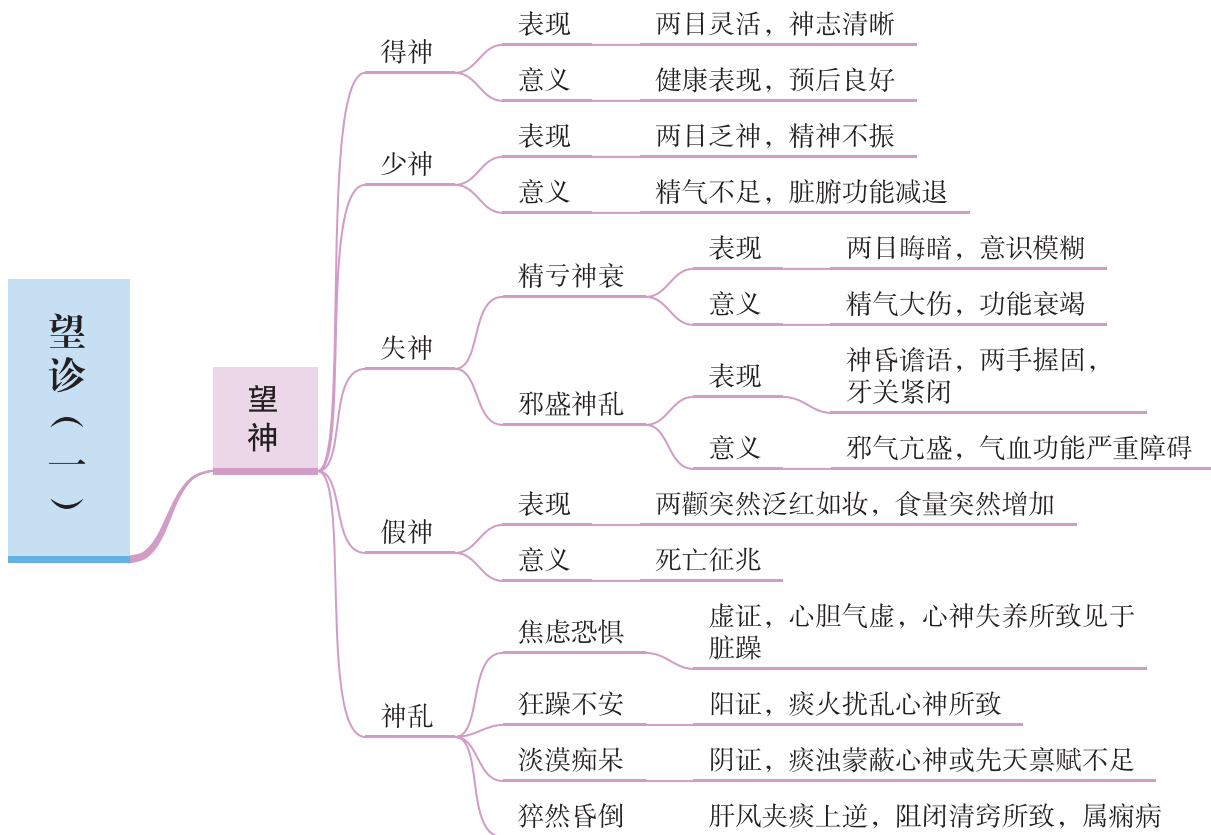 望诊（一）
望神
得神
表现
两目灵活，神志清晰
意义
健康表现，预后良好
少神
表现
两目乏神，精神不振
意义
精气不足，脏腑功能减退
失神
精亏神衰
表现
两目晦暗，意识模糊
意义
精气大伤，功能衰竭
邪盛神乱
表现
神昏谵语，两手握固，
牙关紧闭
意义
邪气亢盛，气血功能严重障碍
假神
表现
两颧突然泛红如妆，食量突然增加
意义
死亡征兆
神乱
焦虑恐惧
虚证，心胆气虚，心神失养所致见于
脏躁
狂躁不安
阳证，痰火扰乱心神所致
淡漠痴呆
阴证，痰浊蒙蔽心神或先天禀赋不足
猝然昏倒
肝风夹痰上逆，阻闭清窍所致，属痫病